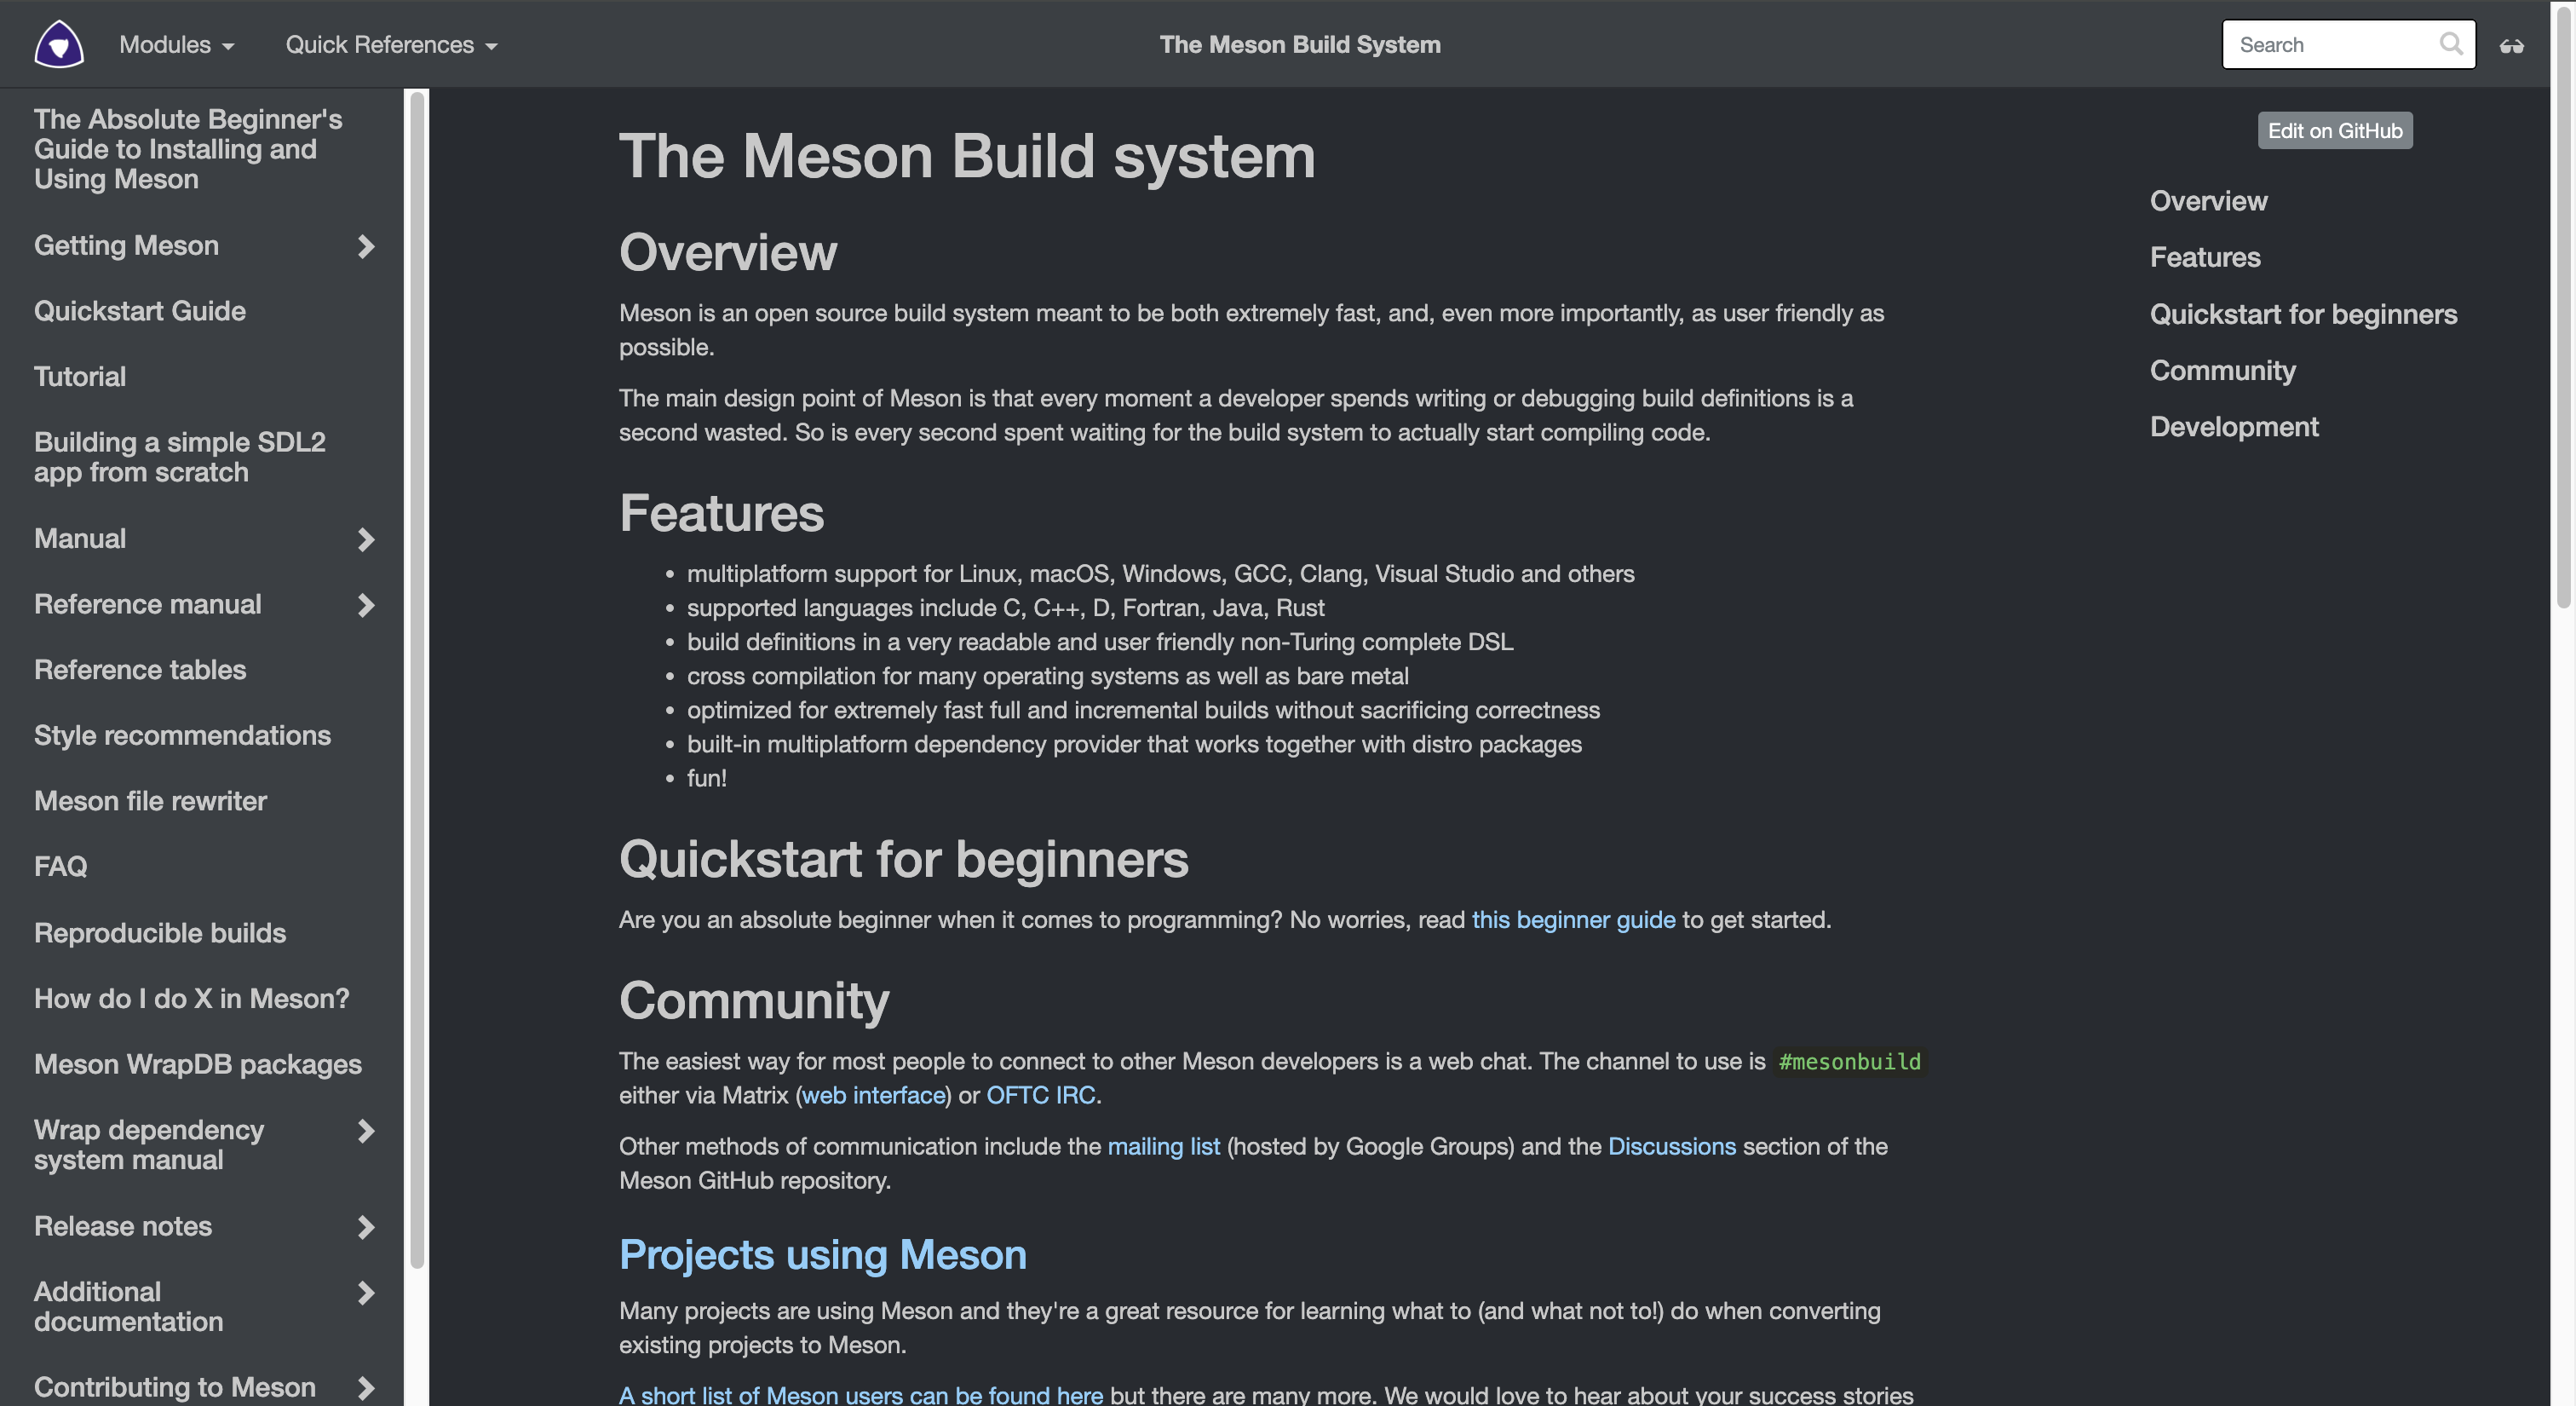 Modules
Quick References
The Meson Build System
Search
The Absolute Beginner's
Guide to Installing and
Using Meson
Getting Meson
Quickstart Guide
Tutorial
Building a simple SDL2
app from scratch
Manual
Reference manual
Reference tables
Style recommendations
Meson file rewriter
FAQ
Reproducible builds
How do I do X in Meson?
Meson WrapDB packages
Wrap dependency
system manual
Release notes
Additional
documentation
Contributing to Meson
The Meson Build system
Overview
Meson is an open source build system meant to be both extremely fast, and, even more importantly, as user friendly as
possible.
The main design point of Meson is that every moment a developer spends writing or debugging build definitions is a
second wasted. So is every second spent waiting for the build system to actually start compiling code.
Features
• multiplatform support for Linux, macOS, Windows, GCC, Clang, Visual Studio and others
• supported languages include C, C++, D, Fortran, Java, Rust
• build definitions in a very readable and user friendly non-Turing complete DSL
• cross compilation for many operating systems as well as bare metal
• optimized for extremely fast full and incremental builds without sacrificing correctness
• built-in multiplatform dependency provider that works together with distro packages
• fun!
Quickstart for beginners
Are you an absolute beginner when it comes to programming? No worries, read this beginner guide to get started.
Community
The easiest way for most people to connect to other Meson developers is a web chat. The channel to use is #mesonbuild
either via Matrix (web interface) or OFTC IRC.
Other methods of communication include the mailing list (hosted by Google Groups) and the Discussions section of the
Meson GitHub repository.
Projects using Meson
Many projects are using Meson and they're a great resource for learning what to (and what not to!) do when converting
existing projects to Meson.
A short list of Meson users can be found here but there are many more. We would love to hear about your success stories
Edit on GitHub
Overview
Features
Quickstart for beginners
Community
Development